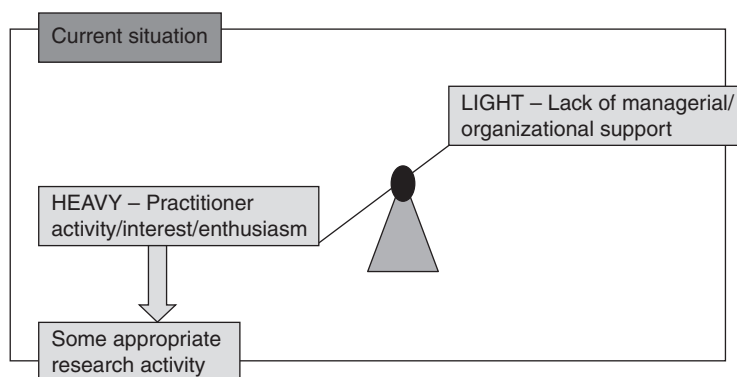 Current situation
LIGHT – Lack of managerial/
organizational support
HEAVY – Practitioner
activity/interest/enthusiasm
Some appropriate
research activity